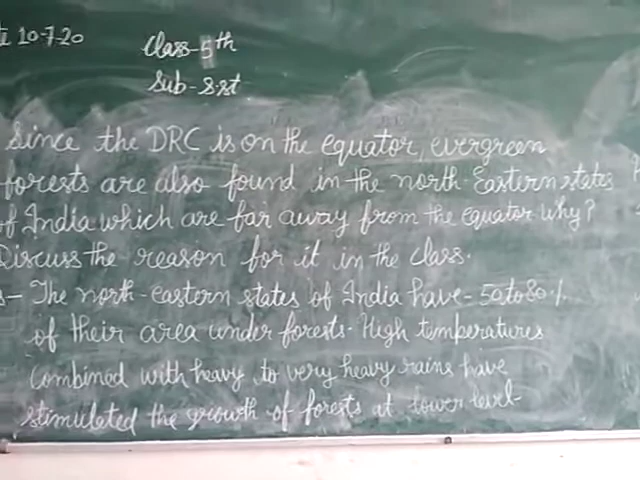 10-7-20
Class-5th
Sub-S.st
Since the DRC is on the equator, evergreen
forests are also found in the north-Eastern states
of India which are far away from the equator why?
Discuss the reason for it in the class.
- The north-eastern states of India have- 50 to 80%
of their area under forests. High temperatures
combined with heavy to very heavy rains have
stimulated the growth of forests at lower level-